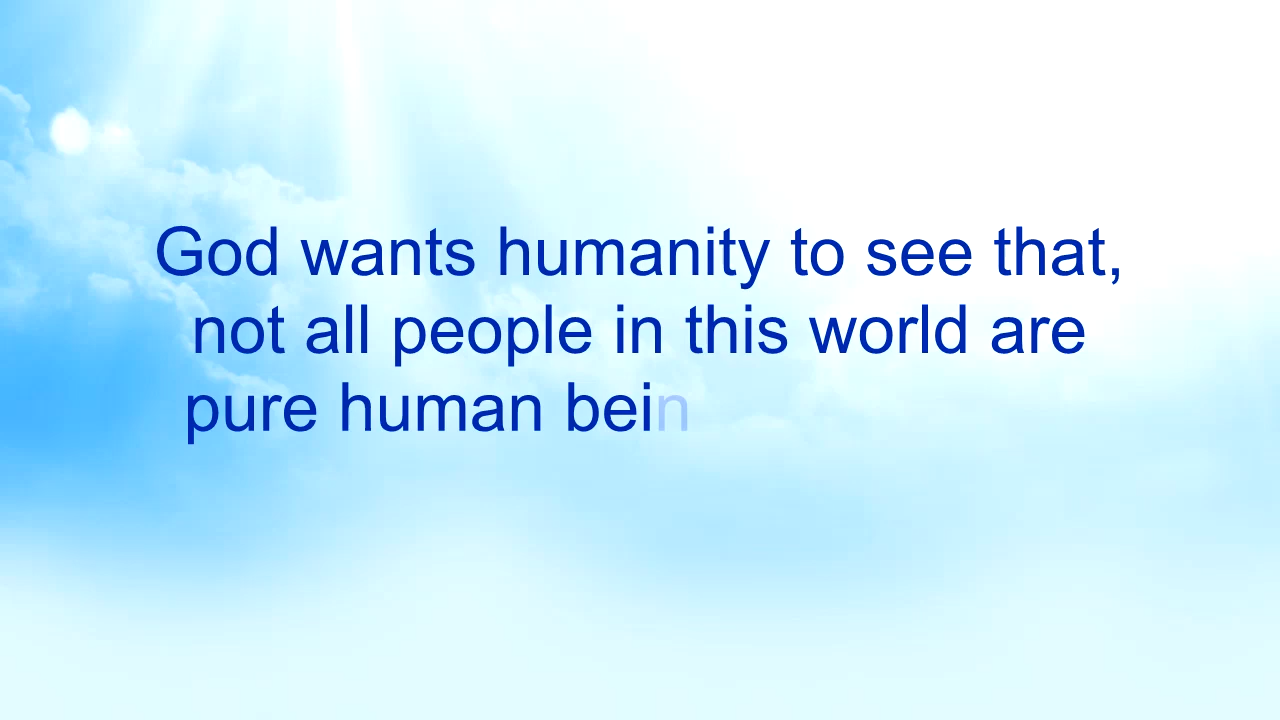 God wants humanity to see that,
not all people in this world are
pure human bein